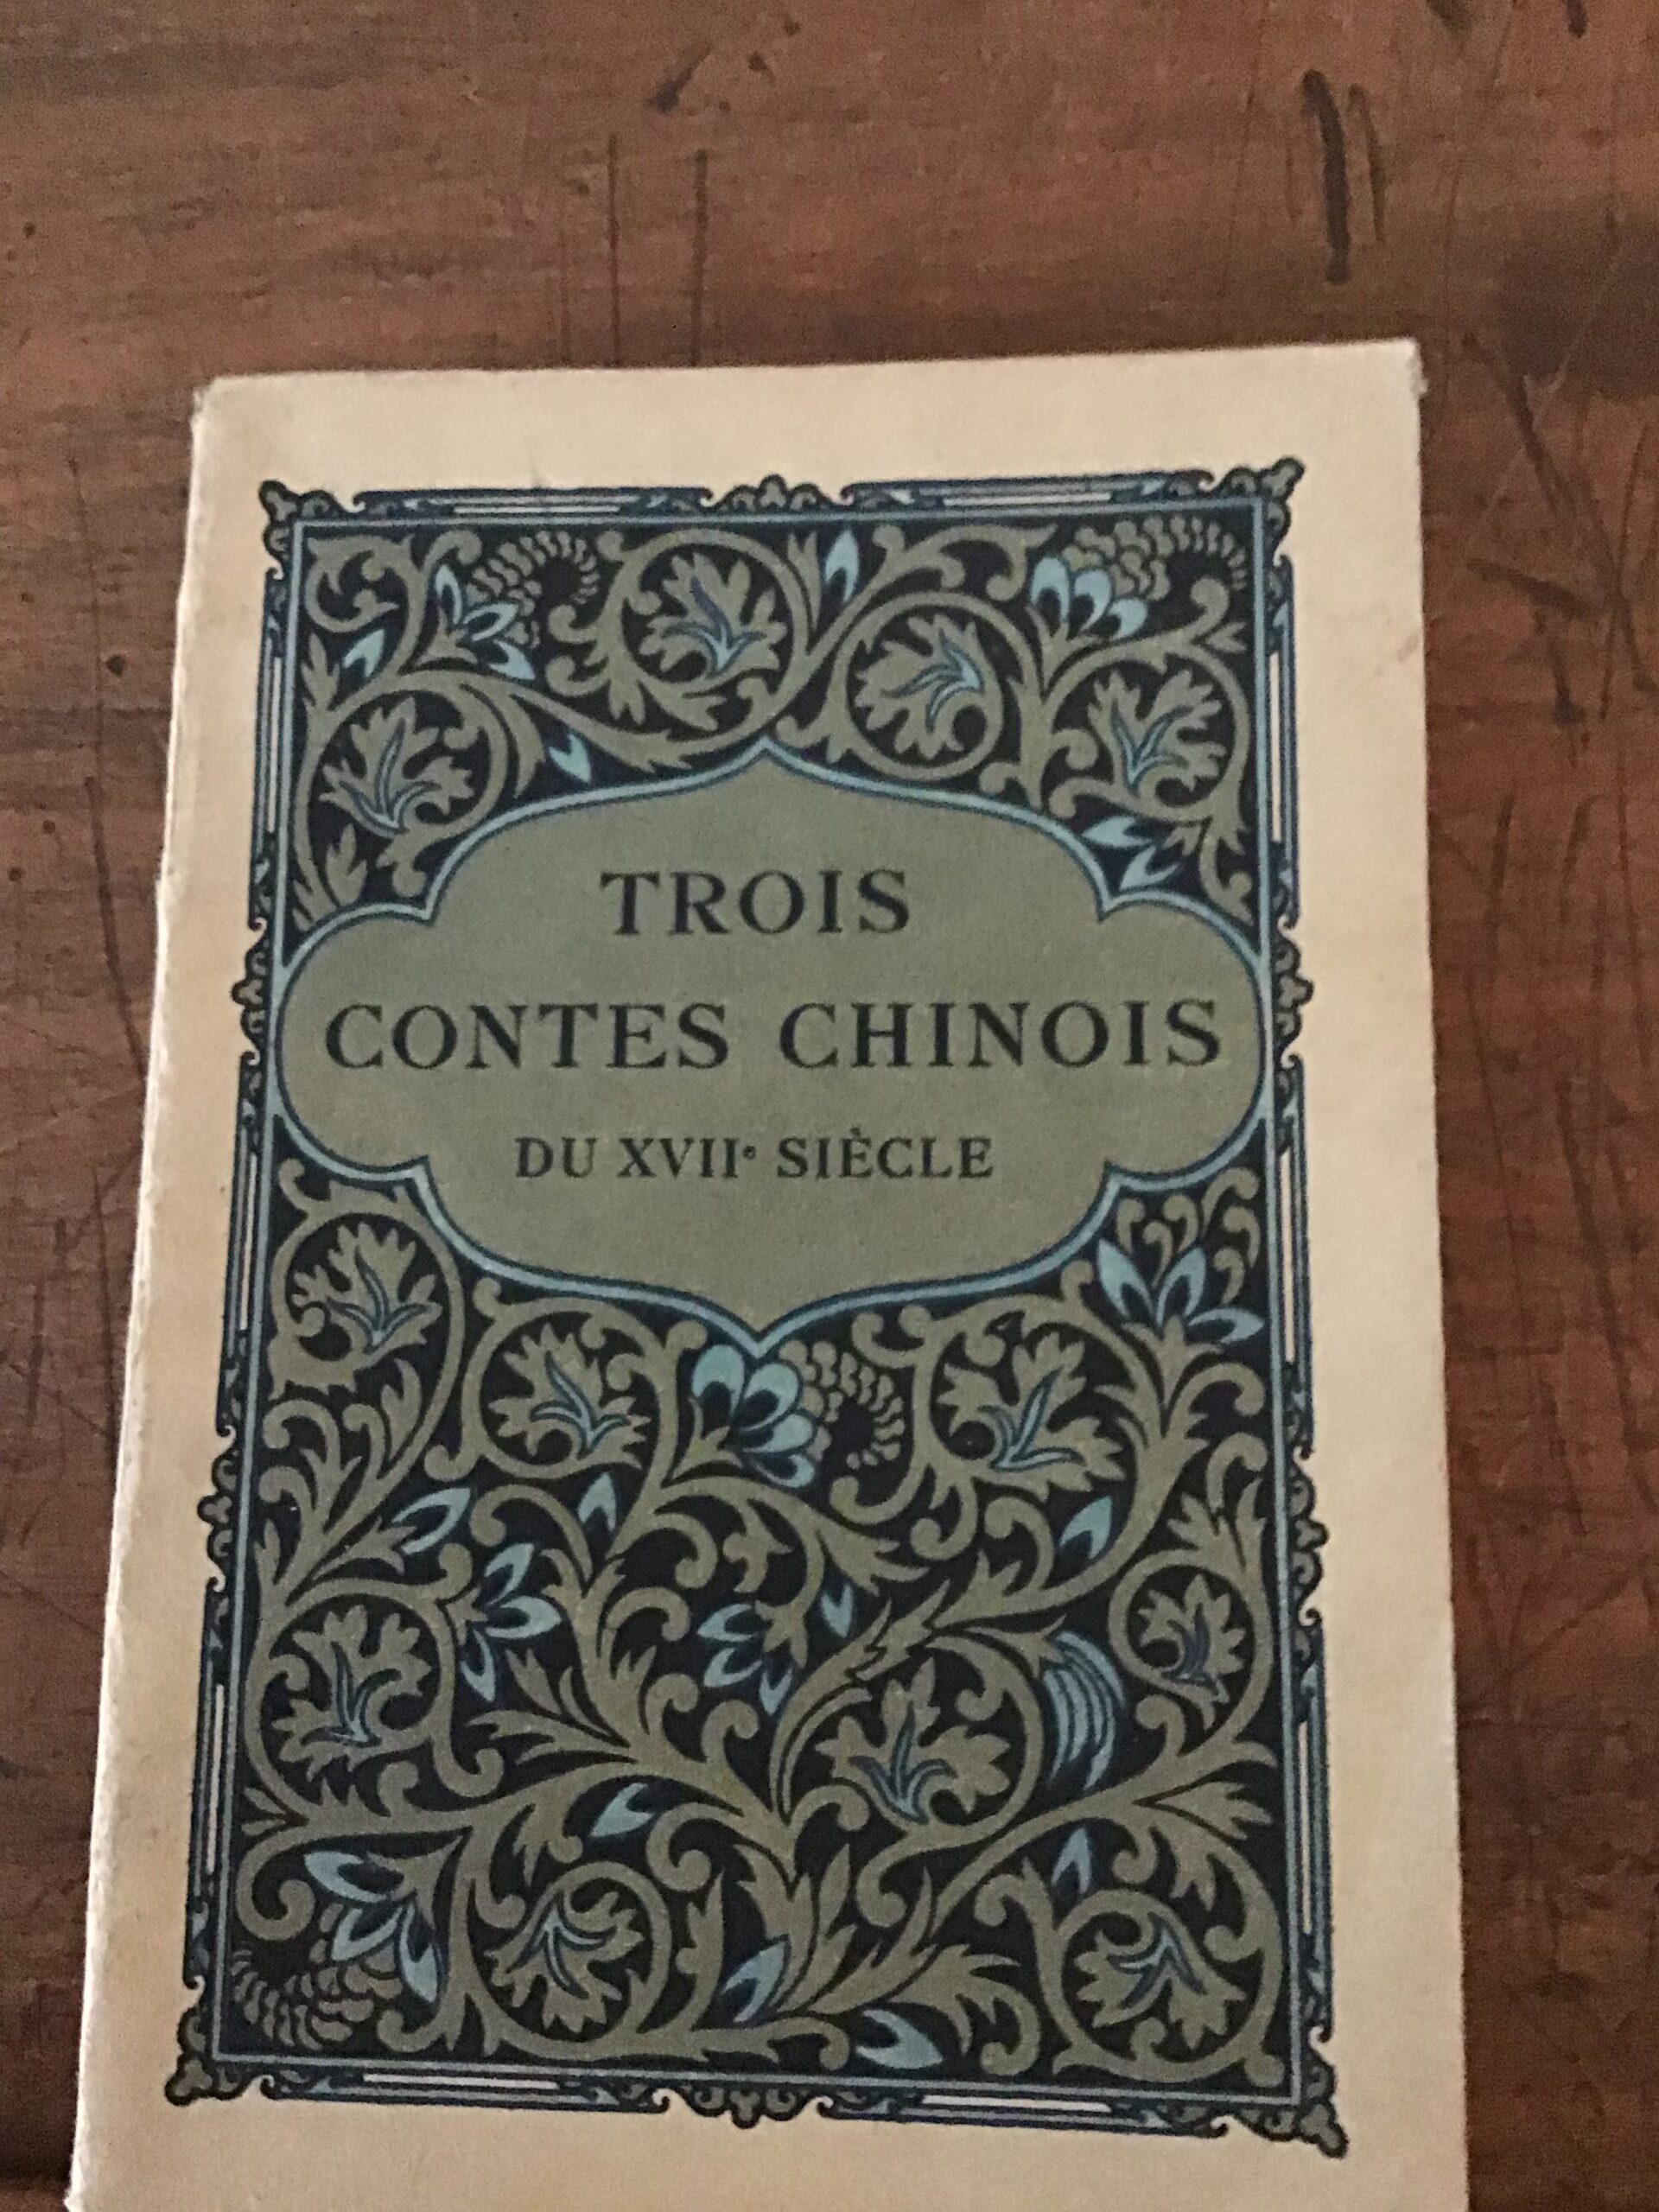 TROIS
CONTES CHINOIS
DU XVIIe SIÈCLE